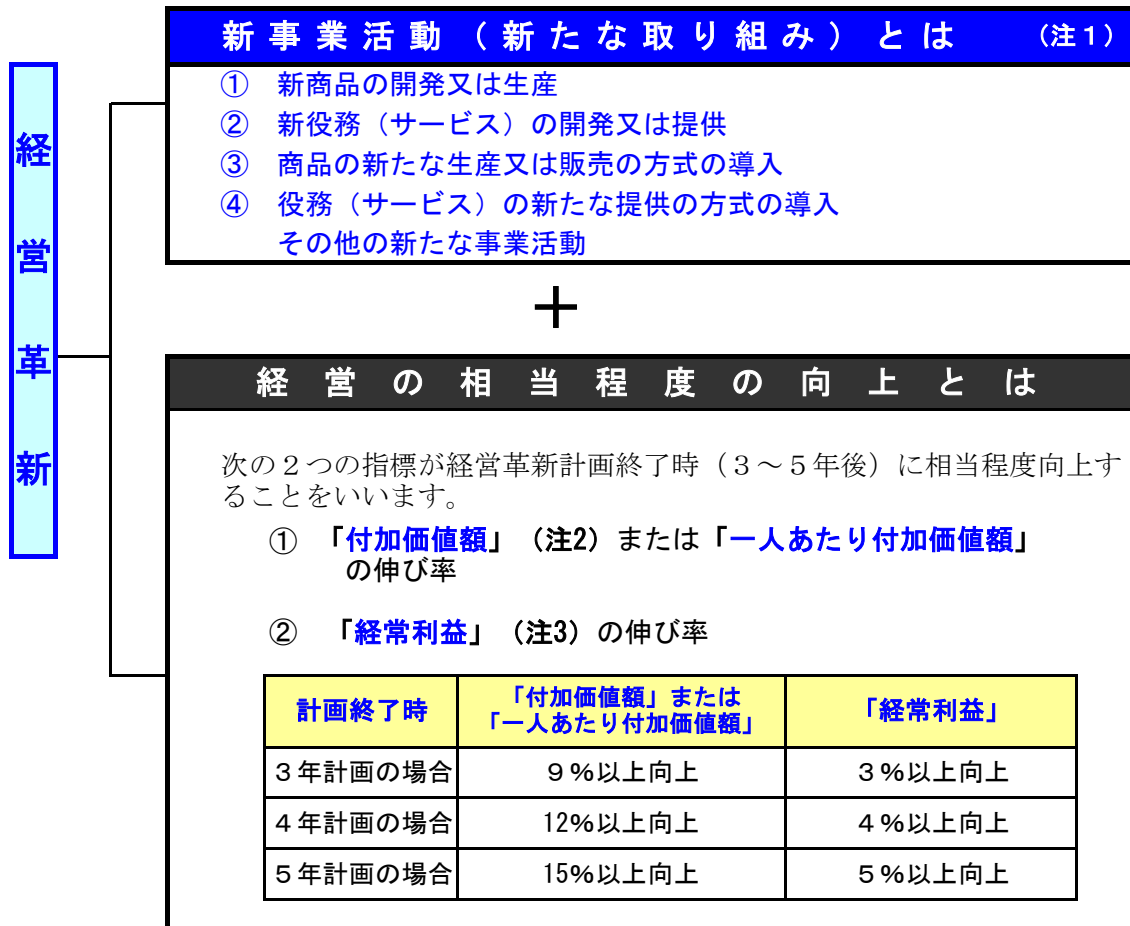 経営革新
新事業活動（新たな取り組み）とは （注１）
① 新商品の開発又は生産
② 新役務（サービス）の開発又は提供
③ 商品の新たな生産又は販売の方式の導入
④ 役務（サービス）の新たな提供の方式の導入
その他の新たな事業活動
＋
経営の相当程度の向上とは
次の２つの指標が経営革新計画終了時（３～５年後）に相当程度向上す
ることをいいます。
① 「付加価値額」（注2）または「一人あたり付加価値額」
の伸び率
② 「経常利益」（注3）の伸び率
計画終了時 「付加価値額」または 「経常利益」
「一人あたり付加価値額」
３年計画の場合 ９%以上向上 ３%以上向上
４年計画の場合 12%以上向上 ４%以上向上
５年計画の場合 15%以上向上 ５%以上向上